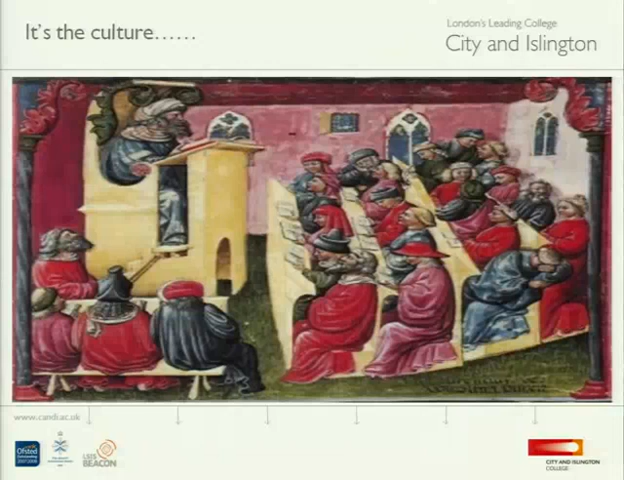 It's the culture……
London's Leading College
City and Islington
www.candi.ac.uk
Ofsted
LSIS
BEACON
CITY AND ISLINGTON
COLLEGE